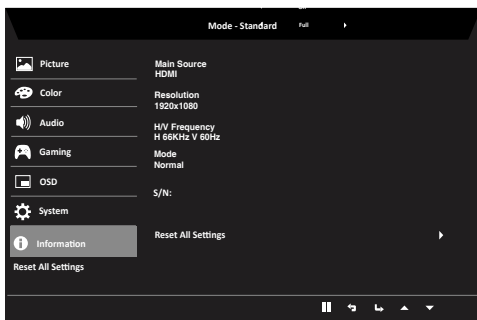 Mode - Standard Full
Picture
Color
Audio
Gaming
OSD
System
Information
Reset All Settings
Main Source
HDMI
Resolution
1920x1080
H/V Frequency
H 66KHz V 60Hz
Mode
Normal
S/N:
Reset All Settings